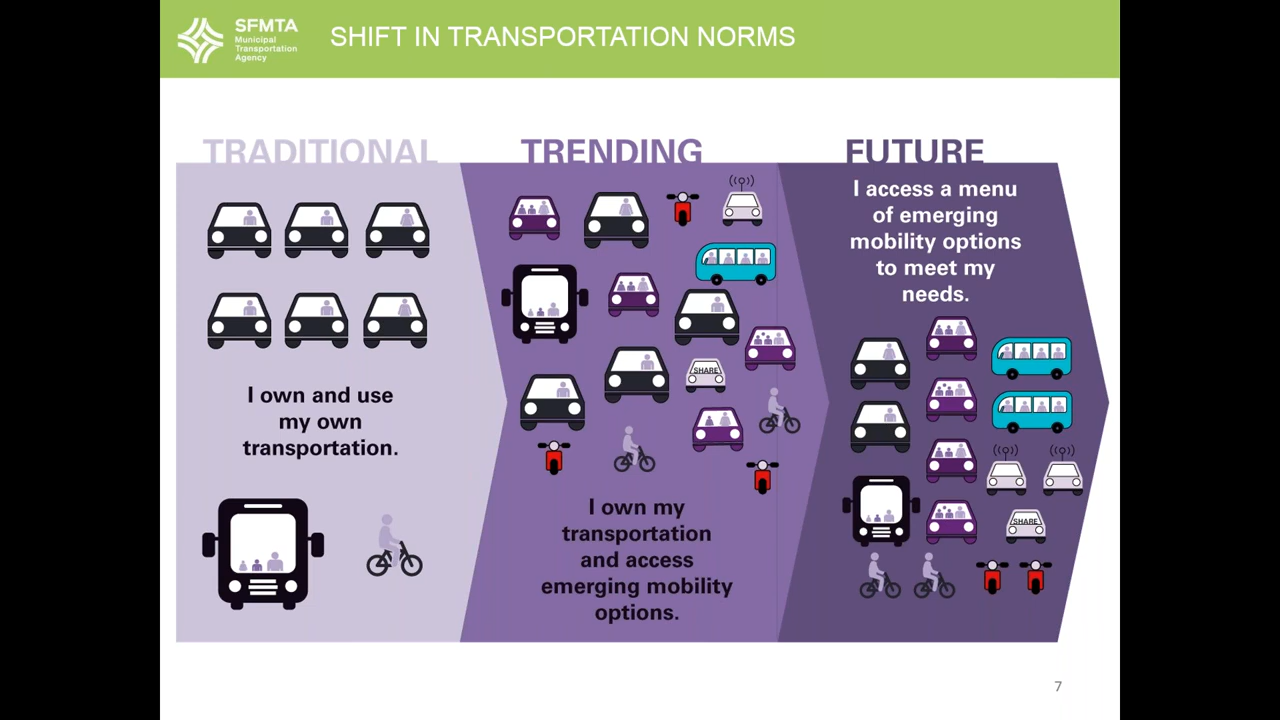 SFMTA
Municipal
Transportation
Agency
SHIFT IN TRANSPORTATION NORMS
TRADITIONAL
I own and use
my own
transportation.
TRENDING
SHARE
I own my
transportation
and access
emerging mobility
options.
FUTURE
I access a menu
of emerging
mobility options
to meet my
needs.
SHARE
7